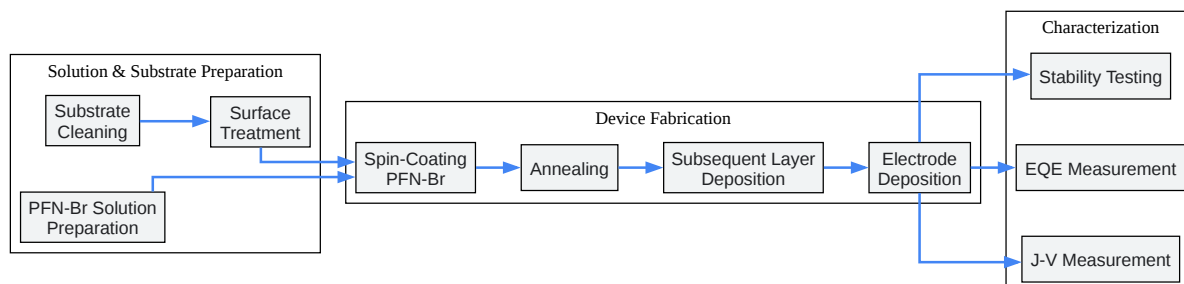 Solution & Substrate Preparation
Substrate
Cleaning
Surface
Treatment
PFN-Br Solution
Preparation
Device Fabrication
Spin-Coating
PFN-Br
Annealing
Subsequent Layer
Deposition
Electrode
Deposition
Characterization
Stability Testing
EQE Measurement
J-V Measurement